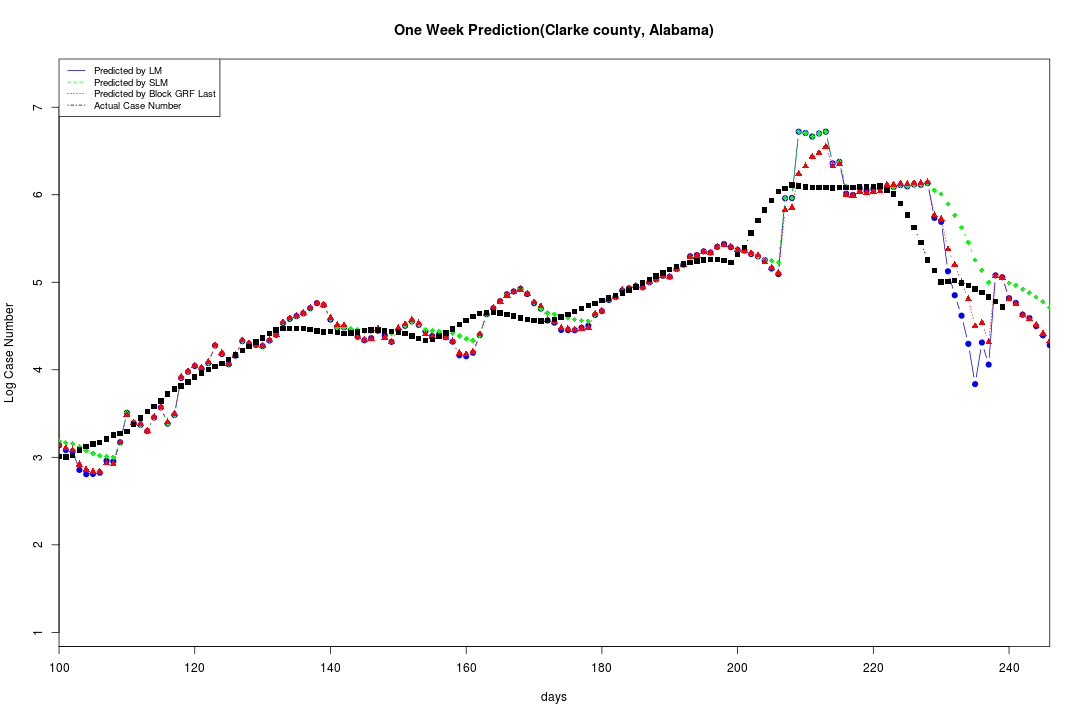 One Week Prediction(Clarke county, Alabama)
Predicted by LM
Predicted by SLM
Predicted by Block GRF Last
Actual Case Number
Log Case Number
7
6
5
4
3
2
1
100 120 140 160 180 200 220 240
days